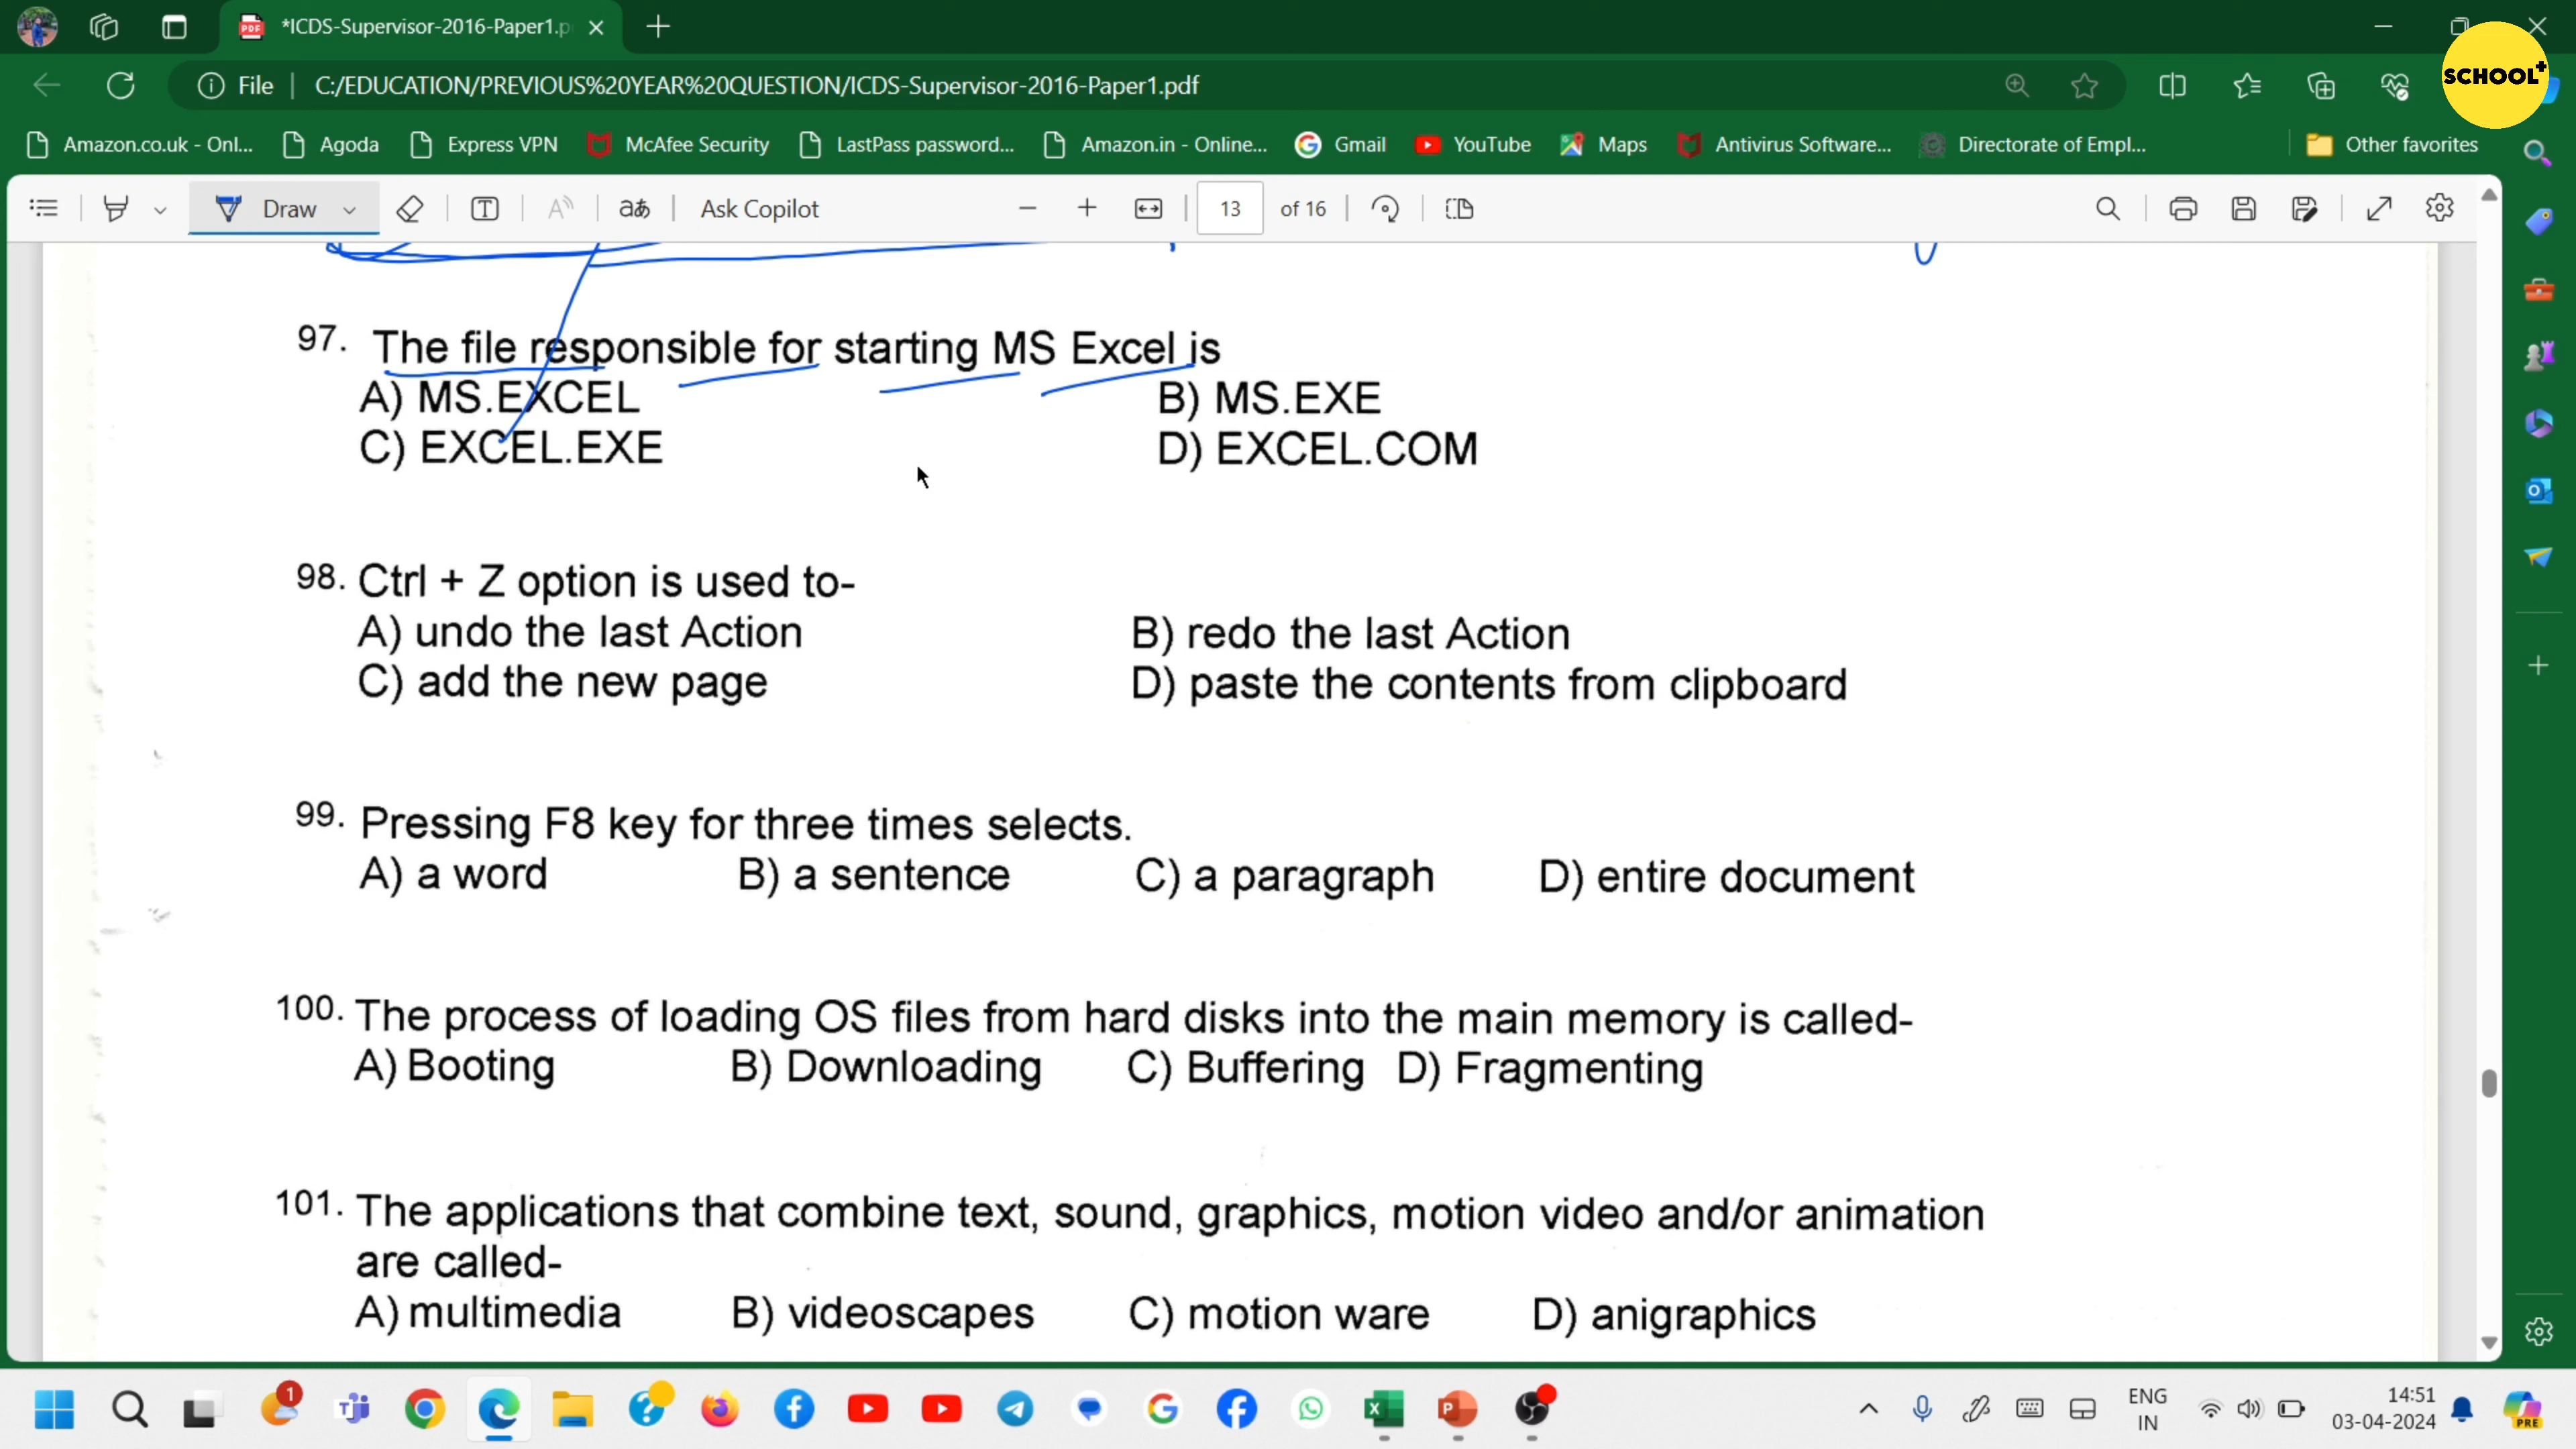 *ICDS-Supervisor-2016-Paper1.p
SCHOOL+
File
C:/EDUCATION/PREVIOUS%20YEAR%20QUESTION/ICDS-Supervisor-2016-Paper1.pdf
Amazon.co.uk - Onl... Agoda Express VPN McAfee Security LastPass password... Amazon.in - Online... Gmail YouTube Maps Antivirus Software... Directorate of Empl... Other favorites
Draw Ask Copilot 13 of 16
97. The file responsible for starting MS Excel is
A) MS.EXCEL B) MS.EXE
C) EXCEL.EXE D) EXCEL.COM
98. Ctrl + Z option is used to-
A) undo the last Action B) redo the last Action
C) add the new page D) paste the contents from clipboard
99. Pressing F8 key for three times selects.
A) a word B) a sentence C) a paragraph D) entire document
100. The process of loading OS files from hard disks into the main memory is called-
A) Booting B) Downloading C) Buffering D) Fragmenting
101. The applications that combine text, sound, graphics, motion video and/or animation
are called-
A) multimedia B) videoscapes C) motion ware D) anigraphics
1 ENG 14:51
IN 03-04-2024 PRE